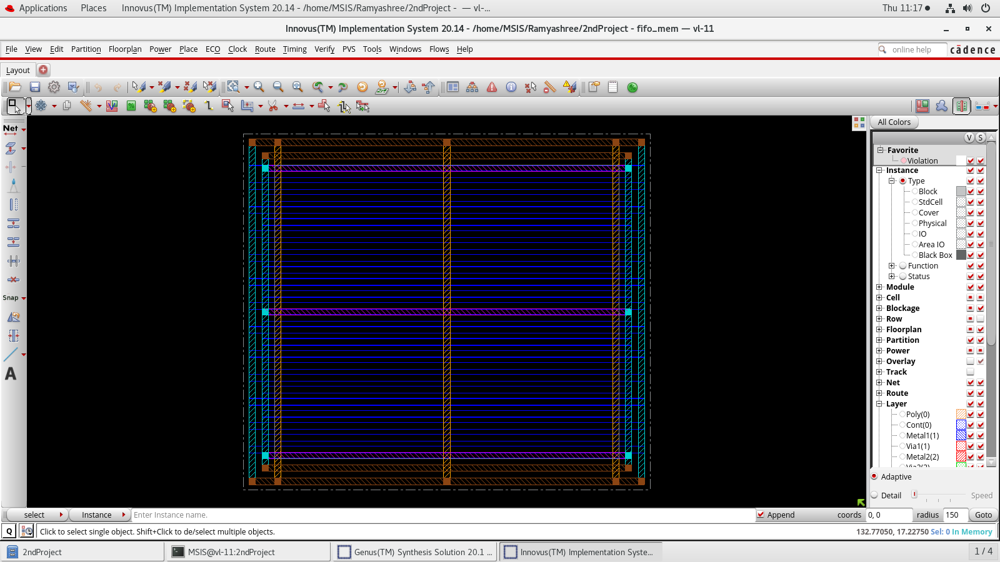 Applications Places Innovus(TM) Implementation System 20.14 - /home/MSIS/Ramyashree/2ndProject - — vl-... Thu 11:17
Innovus(TM) Implementation System 20.14 - /home/MSIS/Ramyashree/2ndProject - fifo_mem — vl-11
File View Edit Partition Floorplan Power Place ECO Clock Route Timing Verify PVS Tools Windows Flows Help online help cādence
Layout
Net
All Colors
V S
Favorite
Violation
Instance
Type
Block
StdCell
Cover
Physical
IO
Area IO
Black Box
Function
Status
Module
Snap
Cell
Blockage
Row
Floorplan
Partition
Power
Overlay
Track
A
Net
Route
Layer
Poly(0)
Cont(0)
Metal1(1)
Via1(1)
Metal2(2)
Adaptive
Detail Speed
select Instance Enter Instance name. Append coords 0, 0 radius 150 Goto
Q Click to select single object. Shift+Click to de/select multiple objects. 132.77050, 17.22750 Sel: 0 In Memory
2ndProject MSIS@vl-11:2ndProject Genus(TM) Synthesis Solution 20.1 ... Innovus(TM) Implementation Syste... 1 / 4